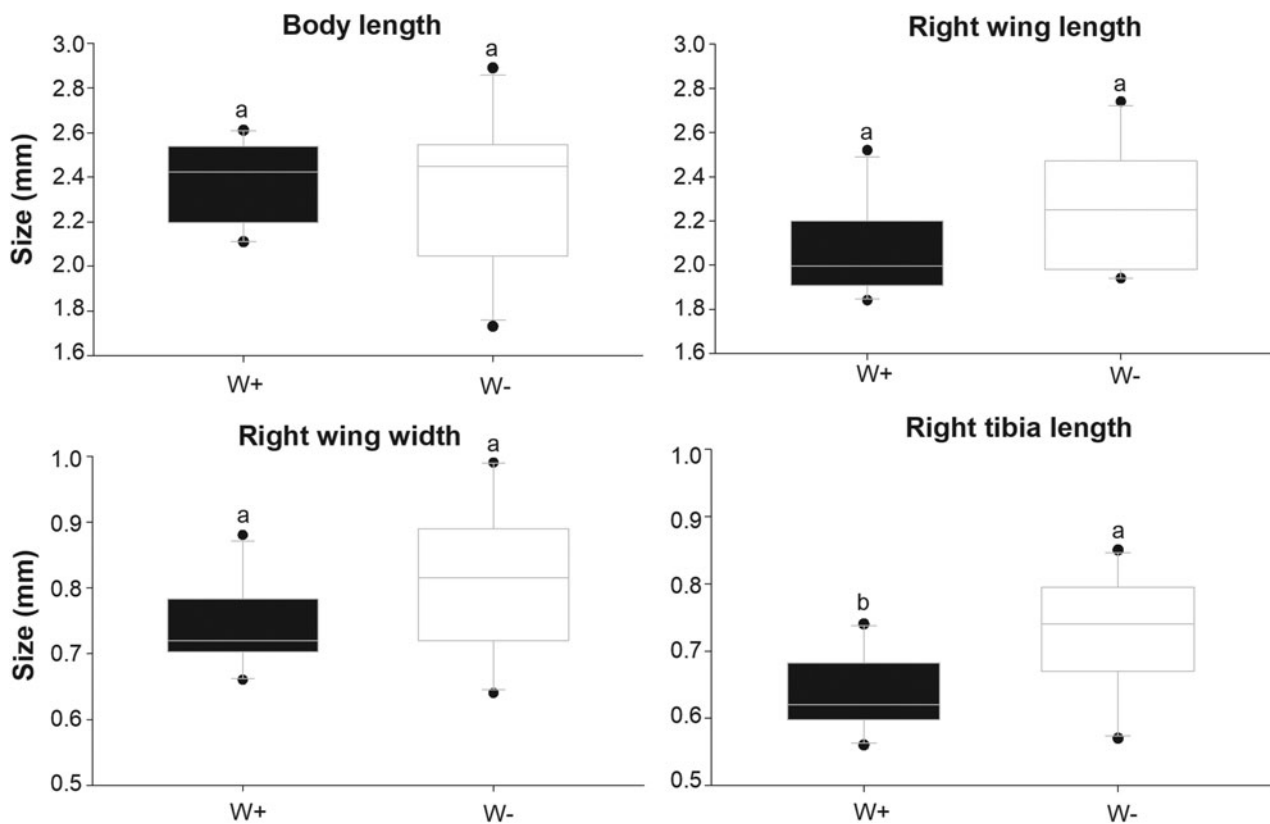 Body length
Size (mm)
3.0
2.8
2.6
2.4
2.2
2.0
1.8
1.6
a
a
W+
W-
Right wing length
3.0
2.8
2.6
2.4
2.2
2.0
1.8
1.6
a
a
W+
W-
Right wing width
Size (mm)
1.0
0.9
0.8
0.7
0.6
0.5
a
a
W+
W-
Right tibia length
1.0
0.9
0.8
0.7
0.6
0.5
b
a
W+
W-